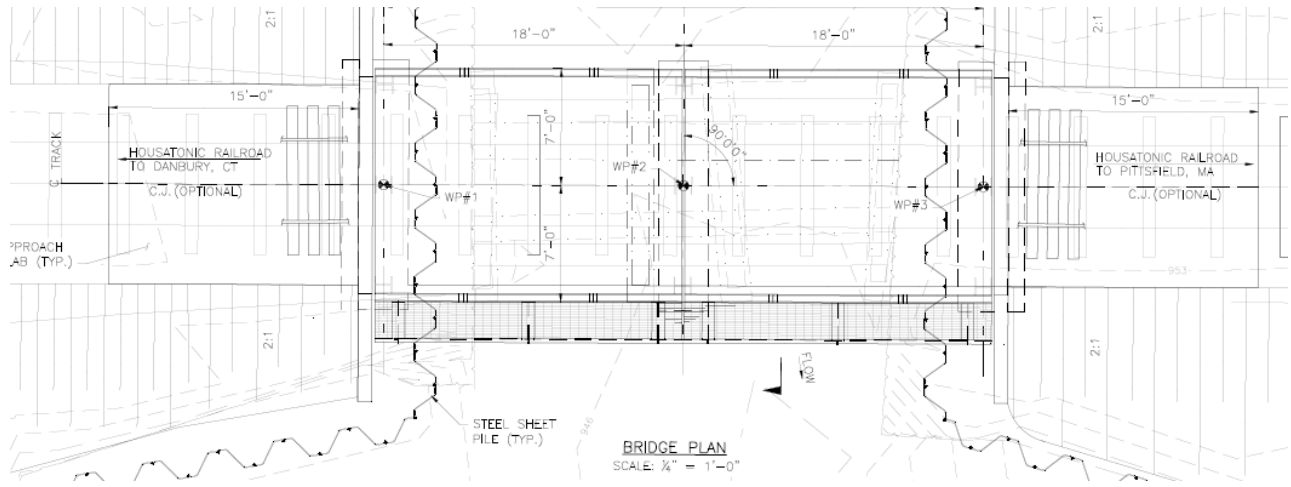 2:1
18'-0"
18'-0"
2:1
15'-0"
15'-0"
7'-0"
90°0'0"
℄ TRACK
HOUSATONIC RAILROAD
TO DANBURY, CT
C.J. (OPTIONAL)
WP#1
WP#2
WP#3
HOUSATONIC RAILROAD
TO PITTSFIELD, MA
C.J. (OPTIONAL)
PPROACH
LAB (TYP.)
7'-0"
953
2:1
2:1
FLOW
STEEL SHEET
PILE (TYP.)
946
BRIDGE PLAN
SCALE: ¼" = 1'-0"